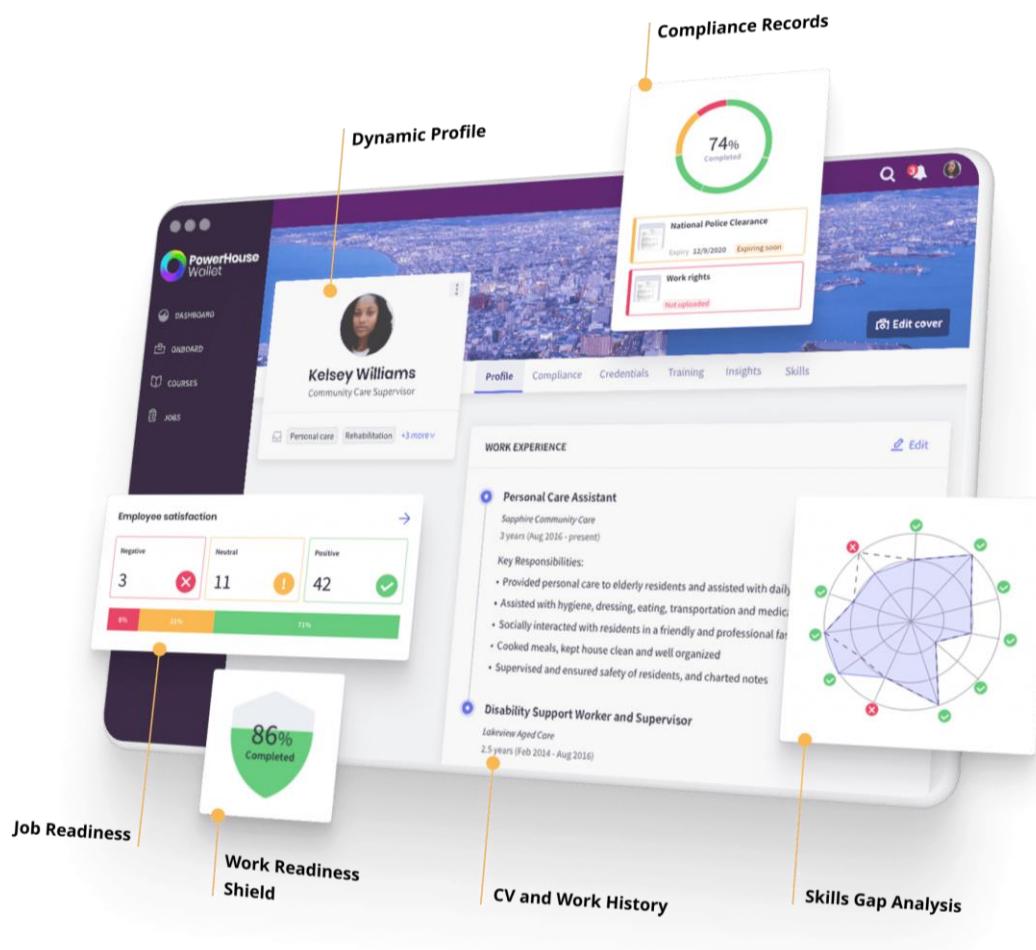 Compliance Records
Dynamic Profile
74%
Completed
National Police Clearance
Expiry 12/9/2020 Expiring soon
Work rights
Not uploaded
3
PowerHouse
Wallet
DASHBOARD
ONBOARD
COURSES
JOBS
Edit cover
Kelsey Williams
Community Care Supervisor
Personal care Rehabilitation +3 more
Profile Compliance Credentials Training Insights Skills
WORK EXPERIENCE
Edit
Personal Care Assistant
Sapphire Community Care
3 years (Aug 2016 - present)
Key Responsibilities:
• Provided personal care to elderly residents and assisted with daily
• Assisted with hygiene, dressing, eating, transportation and medic
• Socially interacted with residents in a friendly and professional fa
• Cooked meals, kept house clean and well organized
• Supervised and ensured safety of residents, and charted notes
Disability Support Worker and Supervisor
Lakeview Aged Care
2.5 years (Feb 2014 - Aug 2016)
Employee satisfaction
Negative Neutral Positive
3 11 42
71%
86%
Completed
Job Readiness
Work Readiness
Shield
CV and Work History
Skills Gap Analysis